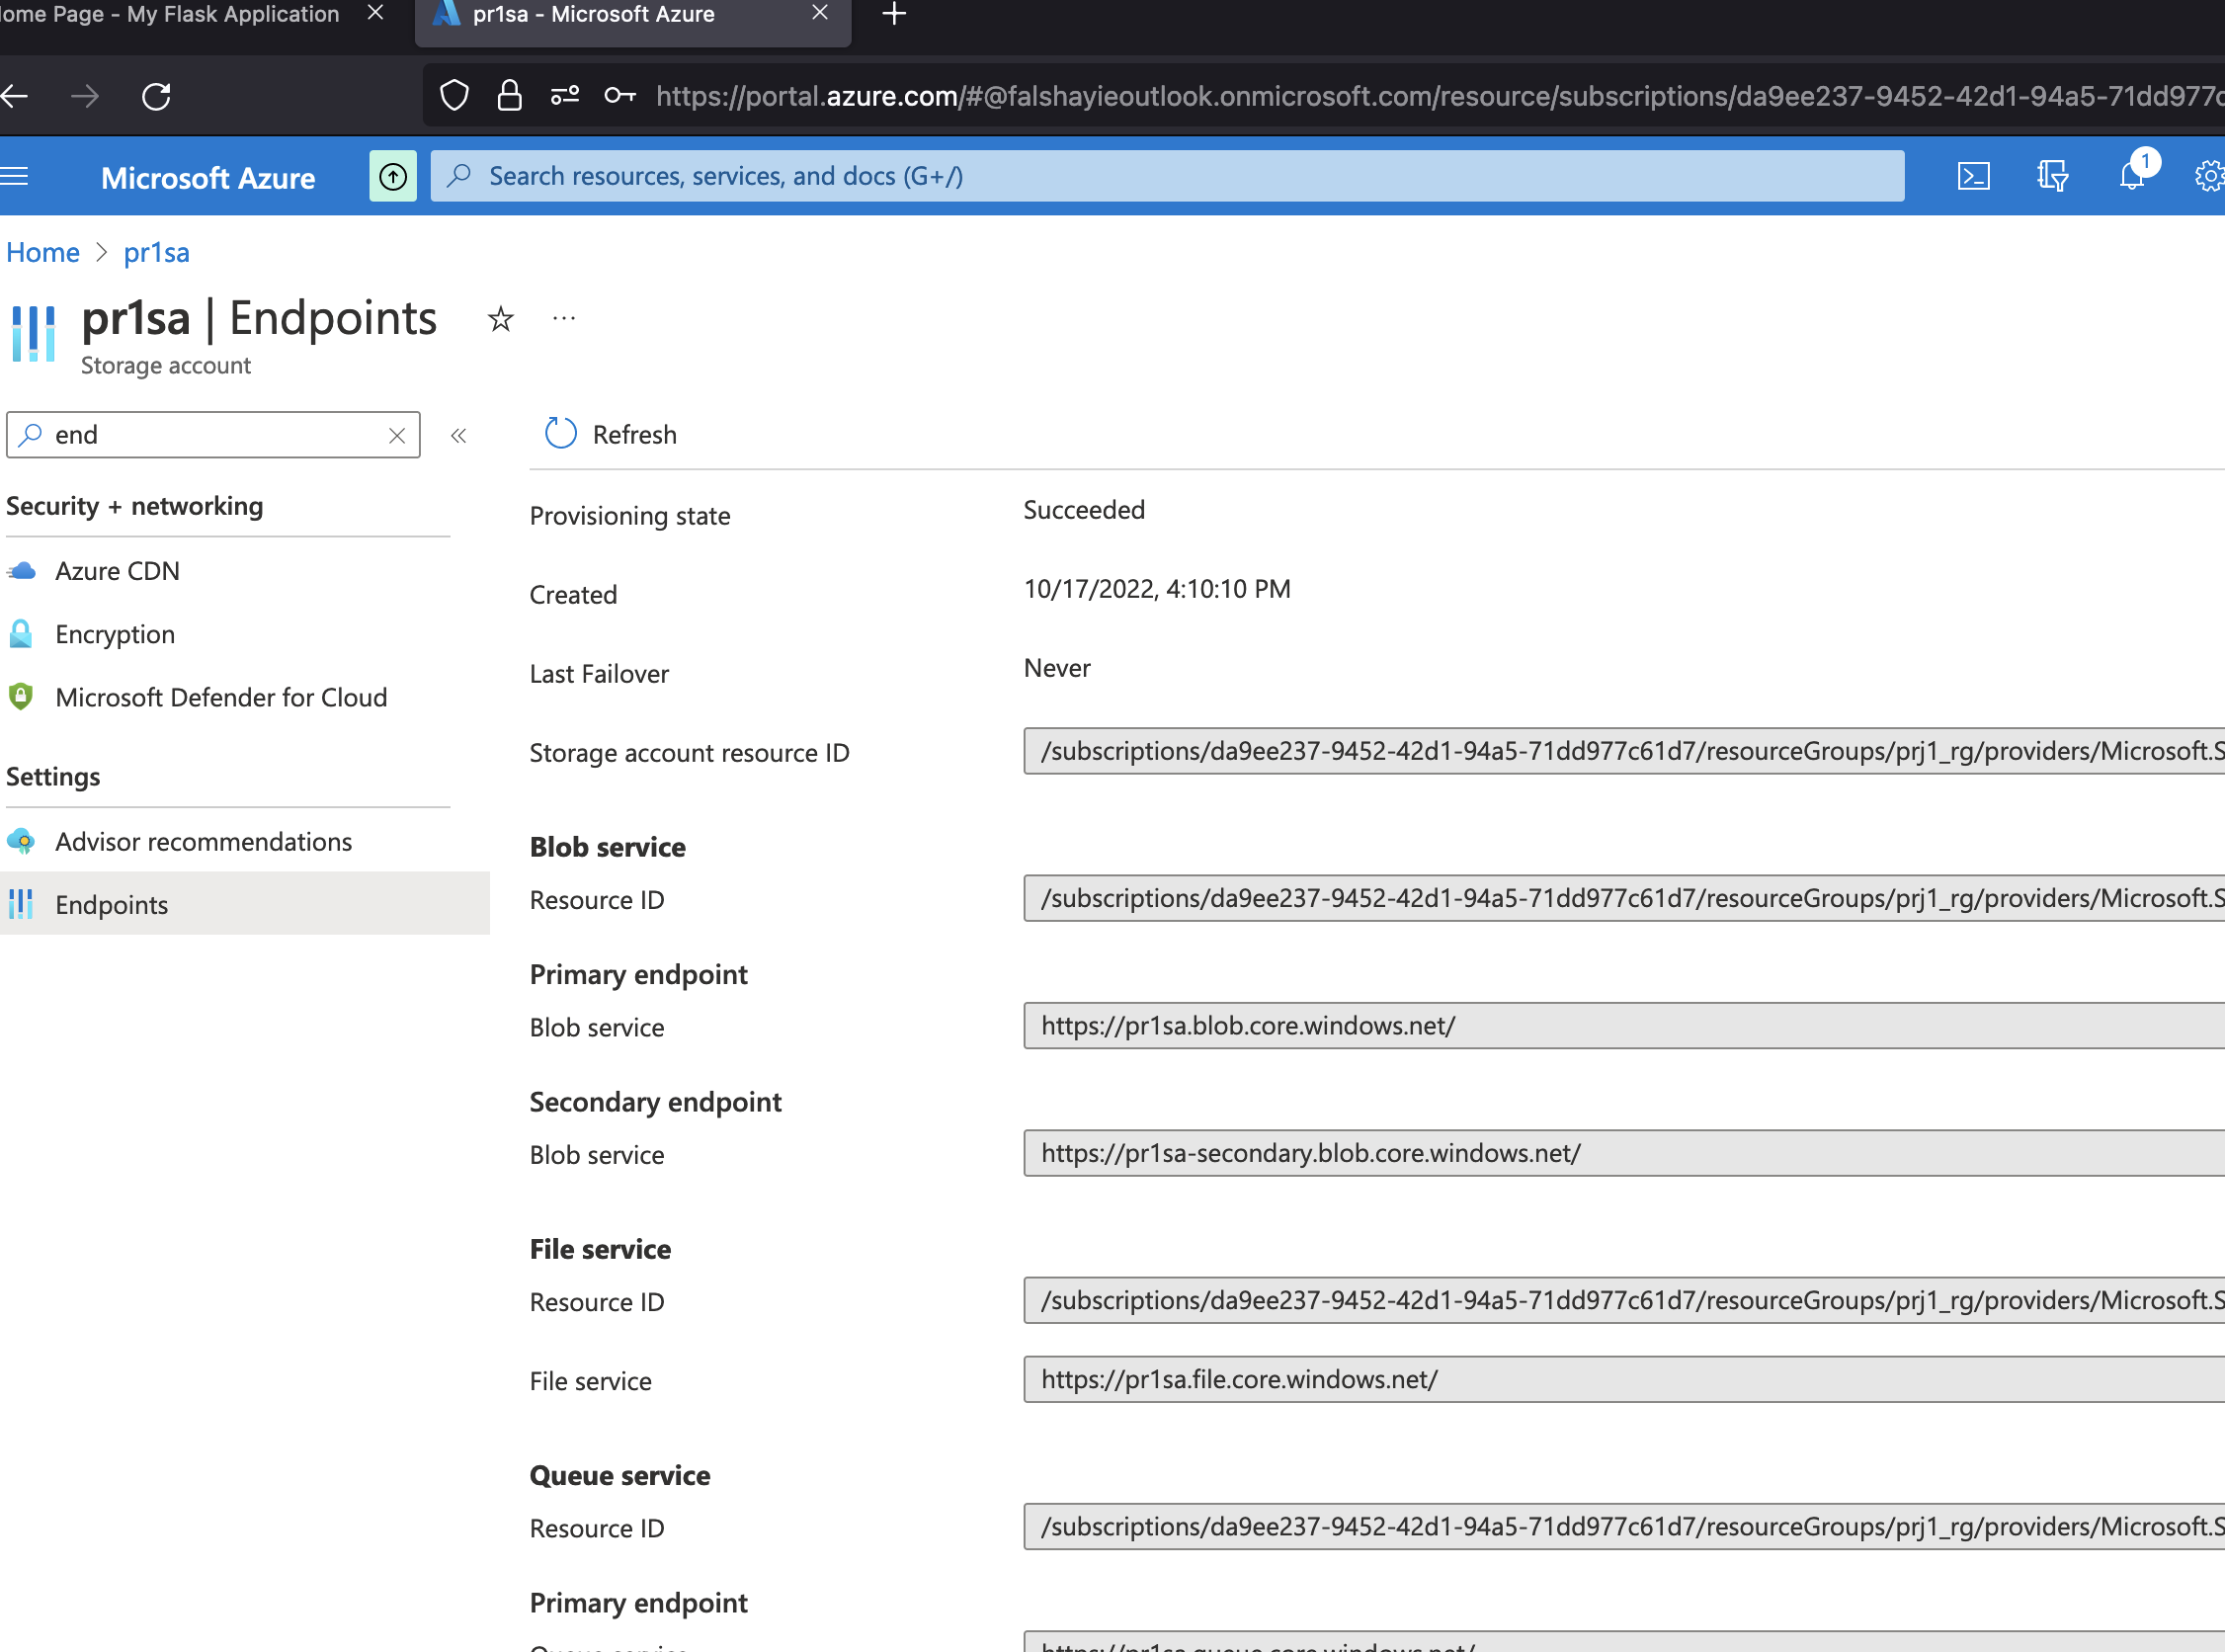 ome Page - My Flask Application
pr1sa - Microsoft Azure
https://portal.azure.com/#@falshayieoutlook.onmicrosoft.com/resource/subscriptions/da9ee237-9452-42d1-94a5-71dd977c
Microsoft Azure
Search resources, services, and docs (G+/)
1
Home > pr1sa
pr1sa | Endpoints
...
Storage account
end
«
Refresh
Security + networking
Azure CDN
Encryption
Microsoft Defender for Cloud
Settings
Advisor recommendations
Endpoints
Provisioning state
Succeeded
Created
10/17/2022, 4:10:10 PM
Last Failover
Never
Storage account resource ID
/subscriptions/da9ee237-9452-42d1-94a5-71dd977c61d7/resourceGroups/prj1_rg/providers/Microsoft.S
Blob service
Resource ID
/subscriptions/da9ee237-9452-42d1-94a5-71dd977c61d7/resourceGroups/prj1_rg/providers/Microsoft.S
Primary endpoint
Blob service
https://pr1sa.blob.core.windows.net/
Secondary endpoint
Blob service
https://pr1sa-secondary.blob.core.windows.net/
File service
Resource ID
/subscriptions/da9ee237-9452-42d1-94a5-71dd977c61d7/resourceGroups/prj1_rg/providers/Microsoft.S
File service
https://pr1sa.file.core.windows.net/
Queue service
Resource ID
/subscriptions/da9ee237-9452-42d1-94a5-71dd977c61d7/resourceGroups/prj1_rg/providers/Microsoft.S
Primary endpoint
Queue service
https://pr1sa.queue.core.windows.net/